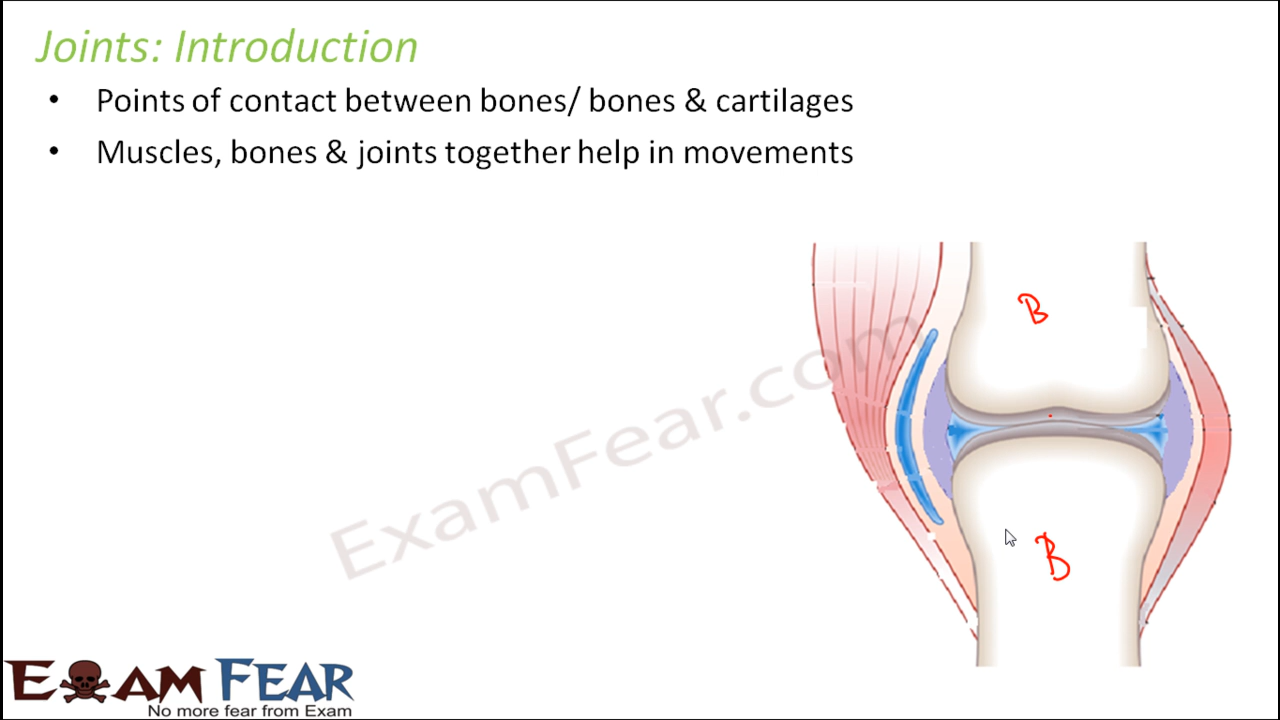 Joints: Introduction
• Points of contact between bones/ bones & cartilages
• Muscles, bones & joints together help in movements
B
ExamFear.com
B
EXAM FEAR
No more fear from Exam